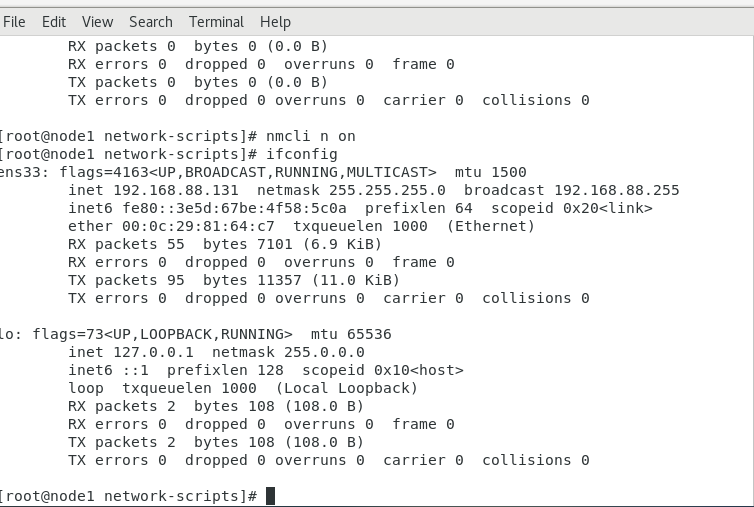 File Edit View Search Terminal Help
RX packets 0 bytes 0 (0.0 B)
RX errors 0 dropped 0 overruns 0 frame 0
TX packets 0 bytes 0 (0.0 B)
TX errors 0 dropped 0 overruns 0 carrier 0 collisions 0
[root@node1 network-scripts]# nmcli n on
[root@node1 network-scripts]# ifconfig
ens33: flags=4163<UP,BROADCAST,RUNNING,MULTICAST> mtu 1500
inet 192.168.88.131 netmask 255.255.255.0 broadcast 192.168.88.255
inet6 fe80::3e5d:67be:4f58:5c0a prefixlen 64 scopeid 0x20<link>
ether 00:0c:29:81:64:c7 txqueuelen 1000 (Ethernet)
RX packets 55 bytes 7101 (6.9 KiB)
RX errors 0 dropped 0 overruns 0 frame 0
TX packets 95 bytes 11357 (11.0 KiB)
TX errors 0 dropped 0 overruns 0 carrier 0 collisions 0
lo: flags=73<UP,LOOPBACK,RUNNING> mtu 65536
inet 127.0.0.1 netmask 255.0.0.0
inet6 ::1 prefixlen 128 scopeid 0x10<host>
loop txqueuelen 1000 (Local Loopback)
RX packets 2 bytes 108 (108.0 B)
RX errors 0 dropped 0 overruns 0 frame 0
TX packets 2 bytes 108 (108.0 B)
TX errors 0 dropped 0 overruns 0 carrier 0 collisions 0
[root@node1 network-scripts]#